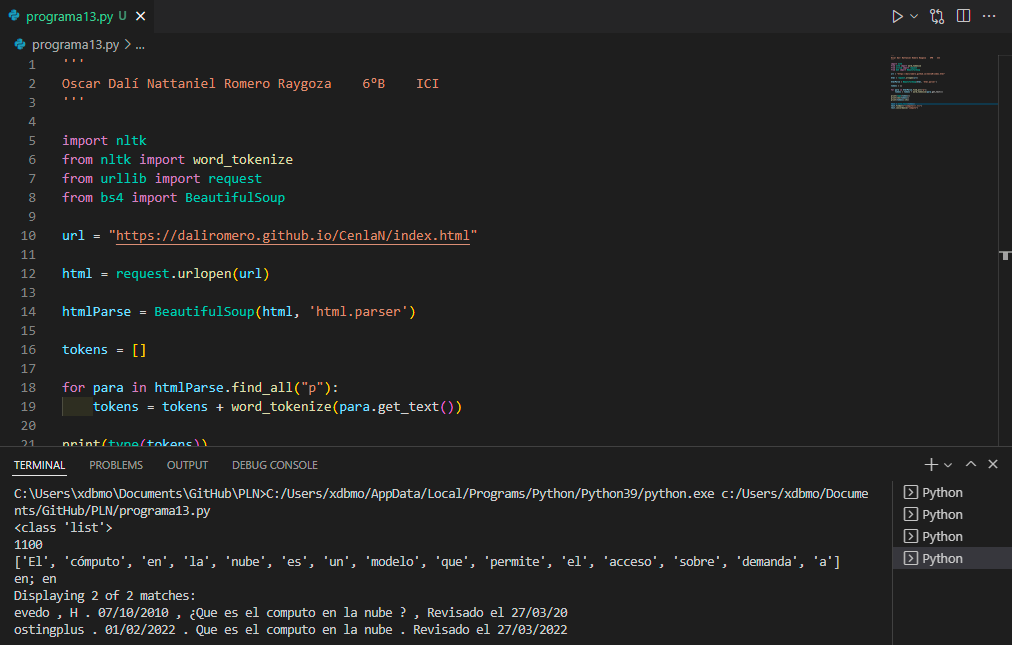 programa13.py U
programa13.py > ...
1 '''
2 Oscar Dalí Nattaniel Romero Raygoza    6°B    ICI
3 '''
4
5 import nltk
6 from nltk import word_tokenize
7 from urllib import request
8 from bs4 import BeautifulSoup
9
10 url = "https://daliromero.github.io/CenlaN/index.html"
11
12 html = request.urlopen(url)
13
14 htmlParse = BeautifulSoup(html, 'html.parser')
15
16 tokens = []
17
18 for para in htmlParse.find_all("p"):
19     tokens = tokens + word_tokenize(para.get_text())
20
21 print(type(tokens))
TERMINAL PROBLEMS OUTPUT DEBUG CONSOLE
C:\Users\xdbmo\Documents\GitHub\PLN>C:/Users/xdbmo/AppData/Local/Programs/Python/Python39/python.exe c:/Users/xdbmo/Docume
nts/GitHub/PLN/programa13.py
<class 'list'>
1100
['El', 'cómputo', 'en', 'la', 'nube', 'es', 'un', 'modelo', 'que', 'permite', 'el', 'acceso', 'sobre', 'demanda', 'a']
en; en
Displaying 2 of 2 matches:
evedo , H . 07/10/2010 , ¿Que es el computo en la nube ? , Revisado el 27/03/20
ostingplus . 01/02/2022 . Que es el computo en la nube . Revisado el 27/03/2022
Python
Python
Python
Python